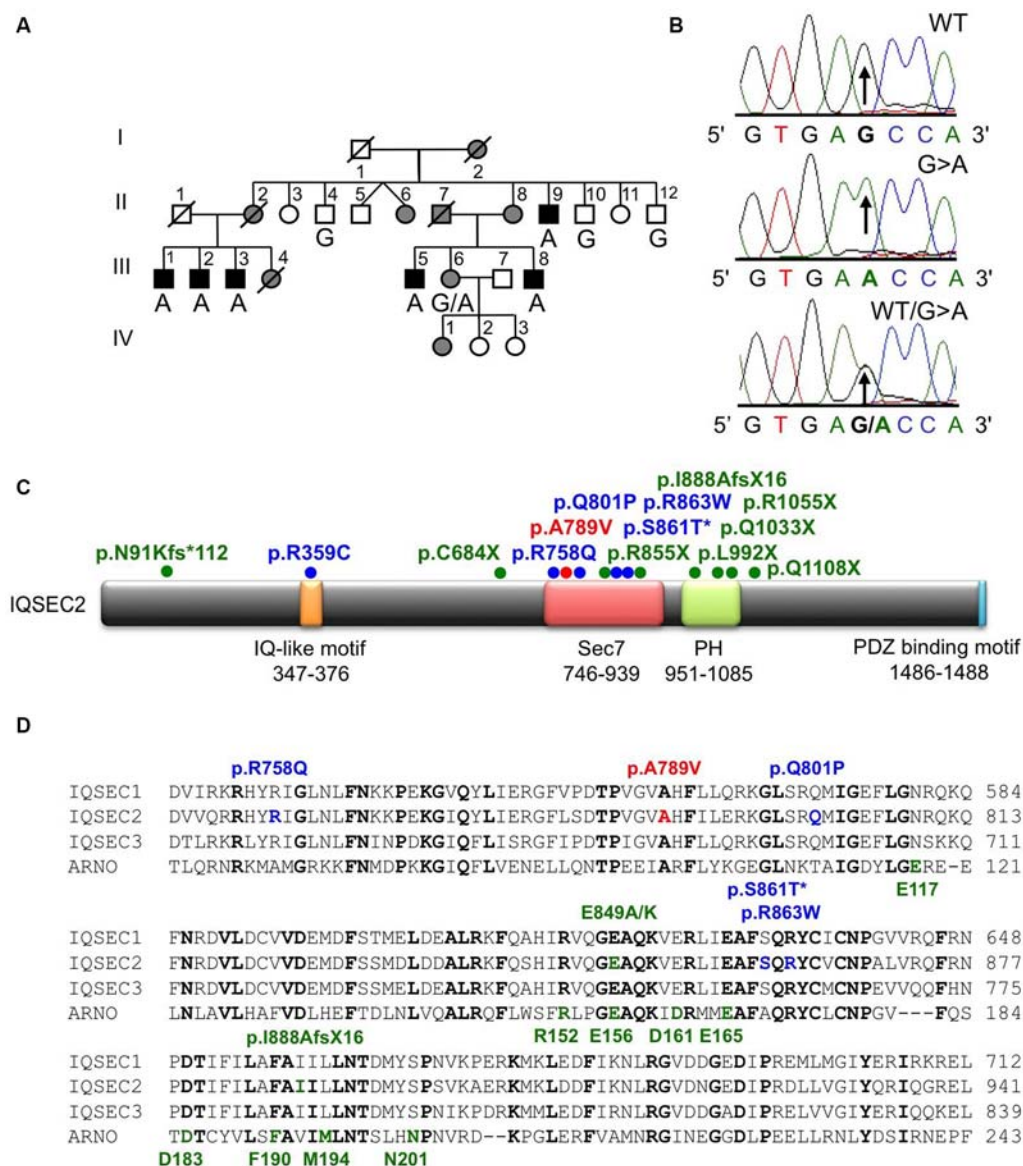 A
B
I
1
2
II
1
2
3
4
5
6
7
8
9
10
11
12
G
A
G
G
III
1
2
3
4
5
6
7
8
A
A
A
A
G/A
A
IV
1
2
3
WT
5' G T G A G C C A 3'
G>A
5' G T G A A C C A 3'
WT/G>A
5' G T G A G/A C C A 3'
C
p.I888AfsX16
p.Q801P p.R863W p.R1055X
p.A789V p.S861T* p.Q1033X
p.N91Kfs*112 p.R359C p.C684X p.R758Q p.R855X p.L992X
p.Q1108X
IQSEC2
IQ-like motif Sec7 PH PDZ binding motif
347-376 746-939 951-1085 1486-1488
D
p.R758Q p.A789V p.Q801P
IQSEC1 DVIRKRHYRIGLNLFNKKPEKGVQYLIERGFVPDTPVGVAHFLLQRKGLSRQMIGEFLGNRQKQ 584
IQSEC2 DVVQRRHYRIGLNLFNKKPEKGIQYLIERGFLSDTPVGVAHFILERKGLSRQMIGEFLGNRQKQ 813
IQSEC3 DTLRKRLYRIGLNLFNINPDKGIQFLISRGFIPDTPIGVAHFLLQRKGLSRQMIGEFLGNSKKQ 711
ARNO TLQRNRKMAMGRKKFNMDPKKGIQFLVENELLQNTPEEIARFLYKGEGLNKTAIGDYLGERE-E 121
E117
p.S861T*
E849A/K p.R863W
IQSEC1 FNRDVLDCVVDEMDFSTMELDEALRKFQAHIRVQGEAQKVERLIEAFSQRYCICNPGVVRQFRN 648
IQSEC2 FNRDVLDCVVDEMDFSSMDLDDALRKFQSHIRVQGEAQKVERLIEAFSQRYCVCNPALVRQFRN 877
IQSEC3 FNRDVLDCVVDEMDFSSMELDEALRKFQAHIRVQGEAQKVERLIEAFSQRYCMCNPEVVQQFHN 775
ARNO LNLAVLHAFVDLHEFTDLNLVQALRQFLWSFRLPGEAQKIDRMMEAFAQRYCLCNPGV---FQS 184
p.I888AfsX16 R152 E156 D161 E165
IQSEC1 PDTIFILAFAIILLNTDMYSPNVKPERKMKLEDFIKNLRGVDDGEDIPREMLMGIYERIRKREL 712
IQSEC2 PDTIFILAFAIILLNTDMYSPSVKAERKMKLDDFIKNLRGVDNGEDIPRDLLVGIYQRIQGREL 941
IQSEC3 PDTIFILAFAIILLNTDMYSPNIKPDRKMMLEDFIRNLRGVDDGADIPRELVVGIYERIQQKEL 839
ARNO TDTCYVLSFAVIMLNTSLHNPNVRD--KPGLERFVAMNRGINEGGDLPEELLRNLYDSIRNEPF 243
D183 F190 M194 N201